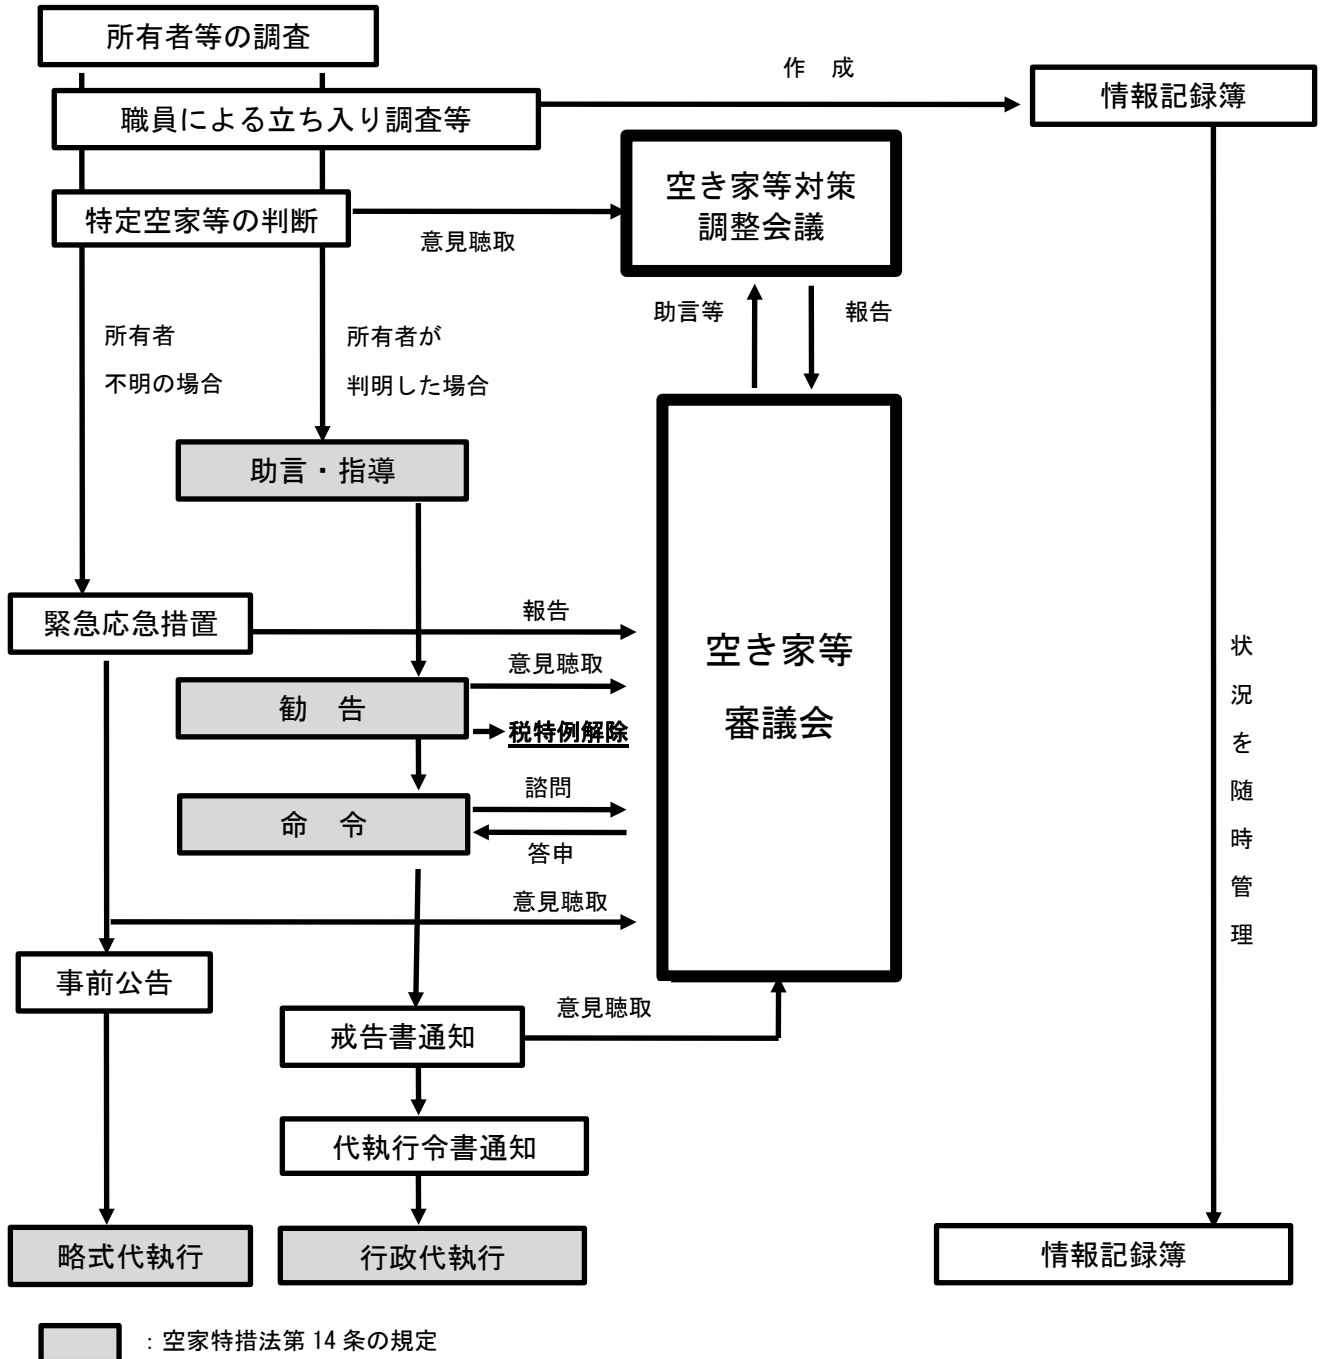 所有者等の調査
作　成
情報記録簿
職員による立ち入り調査等
空き家等対策
調整会議
特定空家等の判断
意見聴取
助言等
報告
所有者
不明の場合
所有者が
判明した場合
助言・指導
緊急応急措置
報告
空き家等
審議会
意見聴取
勧　告
税特例解除
諮問
命　令
答申
意見聴取
状況を随時管理
事前公告
意見聴取
戒告書通知
代執行令書通知
略式代執行
行政代執行
情報記録簿
：空家特措法第 14 条の規定